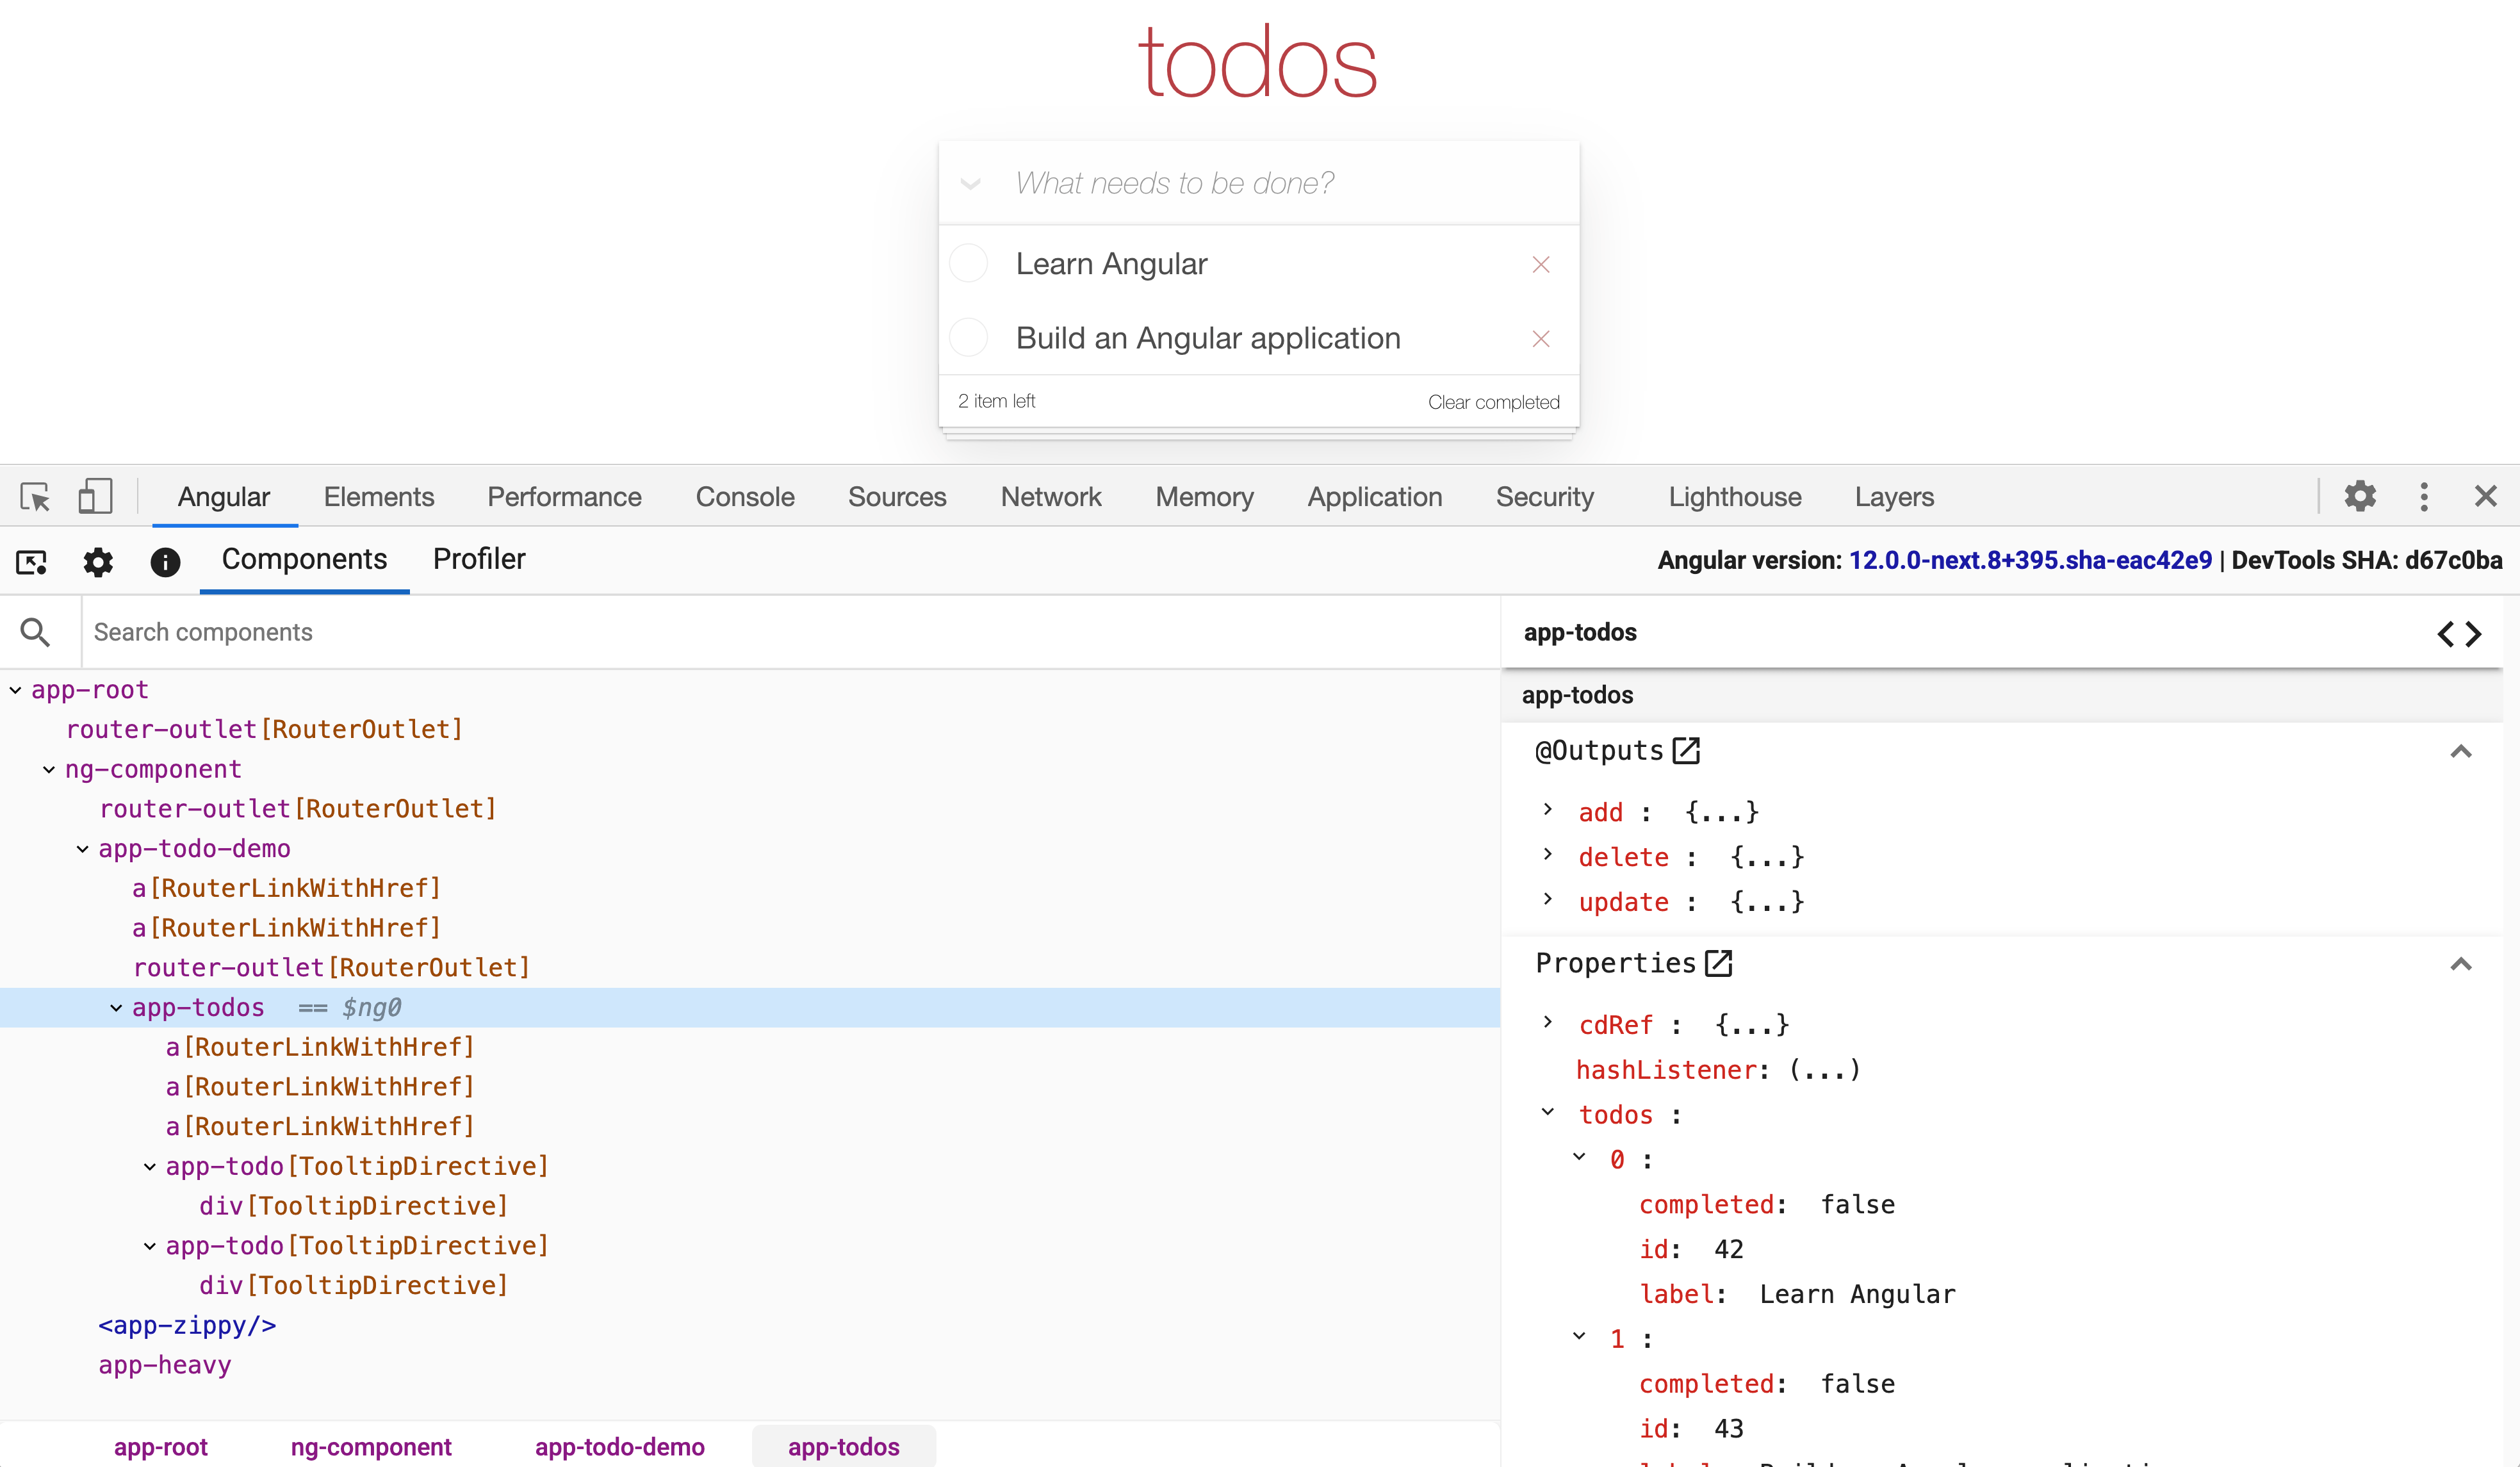 todos
What needs to be done?
Learn Angular
Build an Angular application
2 item left
Clear completed
Angular Elements Performance Console Sources Network Memory Application Security Lighthouse Layers
Components Profiler
Angular version: 12.0.0-next.8+395.sha-eac42e9 | DevTools SHA: d67c0ba
Search components
app-root
router-outlet[RouterOutlet]
ng-component
router-outlet[RouterOutlet]
app-todo-demo
a[RouterLinkWithHref]
a[RouterLinkWithHref]
router-outlet[RouterOutlet]
app-todos == $ng0
a[RouterLinkWithHref]
a[RouterLinkWithHref]
a[RouterLinkWithHref]
app-todo[TooltipDirective]
div[TooltipDirective]
app-todo[TooltipDirective]
div[TooltipDirective]
<app-zippy/>
app-heavy
app-root ng-component app-todo-demo app-todos
app-todos
app-todos
@Outputs
add : {...}
delete : {...}
update : {...}
Properties
cdRef : {...}
hashListener: (...)
todos :
0 :
completed: false
id: 42
label: Learn Angular
1 :
completed: false
id: 43